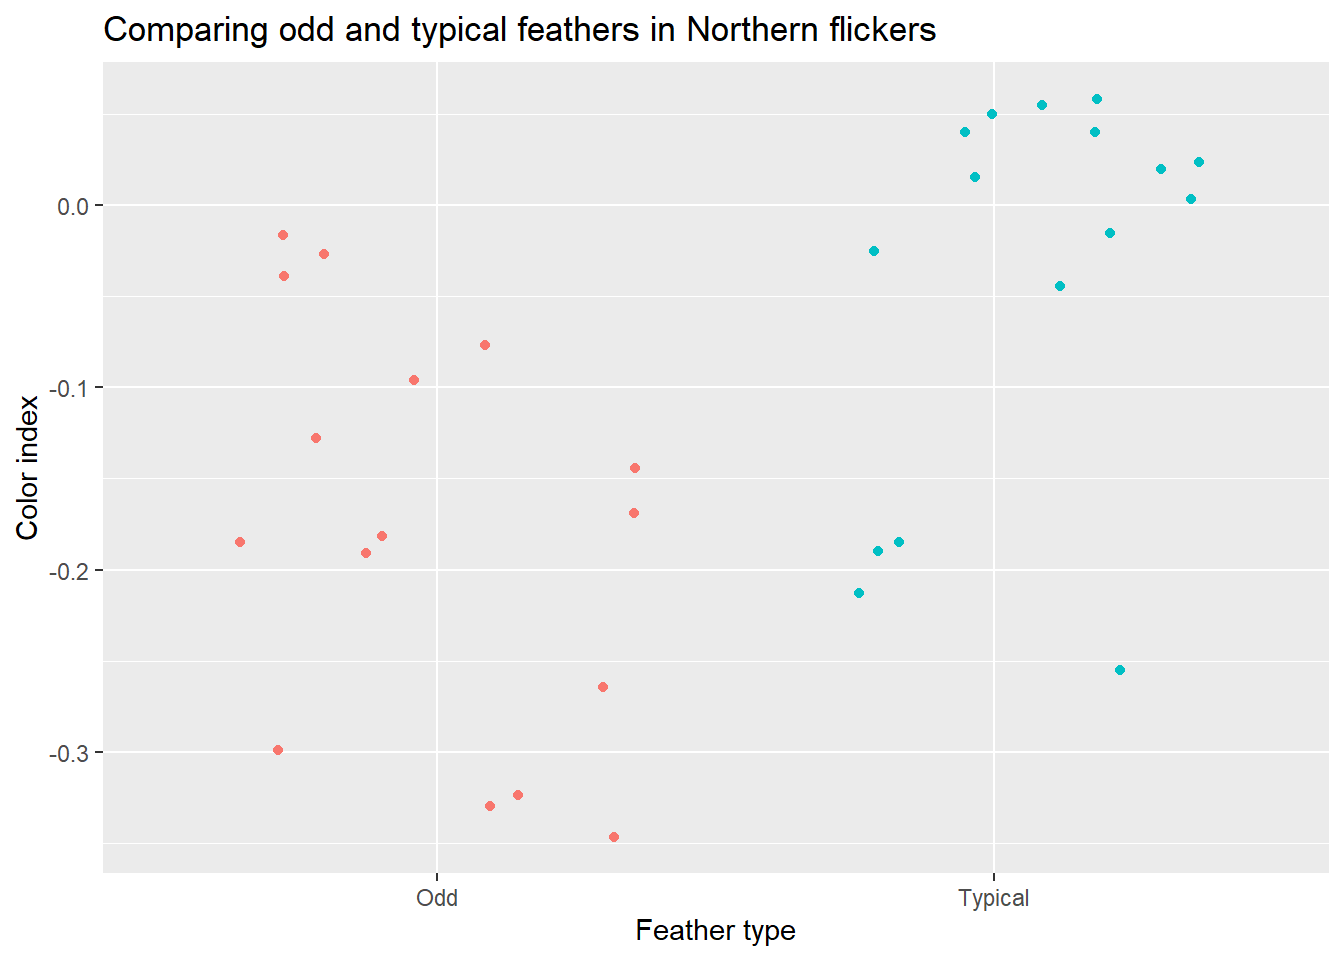 Comparing odd and typical feathers in Northern flickers
Color index
0.0
-0.1
-0.2
-0.3
Odd
Typical
Feather type